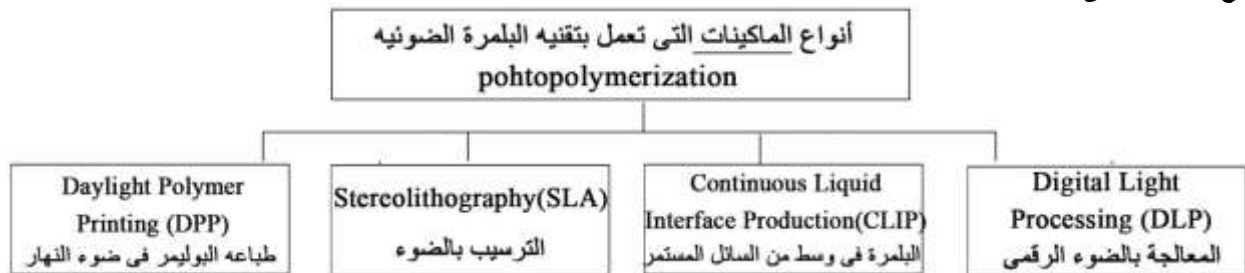 أنواع الماكينات التى تعمل بتقنيه البلمرة الضوئيه
pohtopolymerization
Daylight Polymer
Printing (DPP)
طباعه البوليمر فى ضوء النهار
Stereolithography(SLA)
الترسيب بالضوء
Continuous Liquid
Interface Production(CLIP)
البلمرة فى وسط من السائل المستمر
Digital Light
Processing (DLP)
المعالجة بالضوء الرقمى